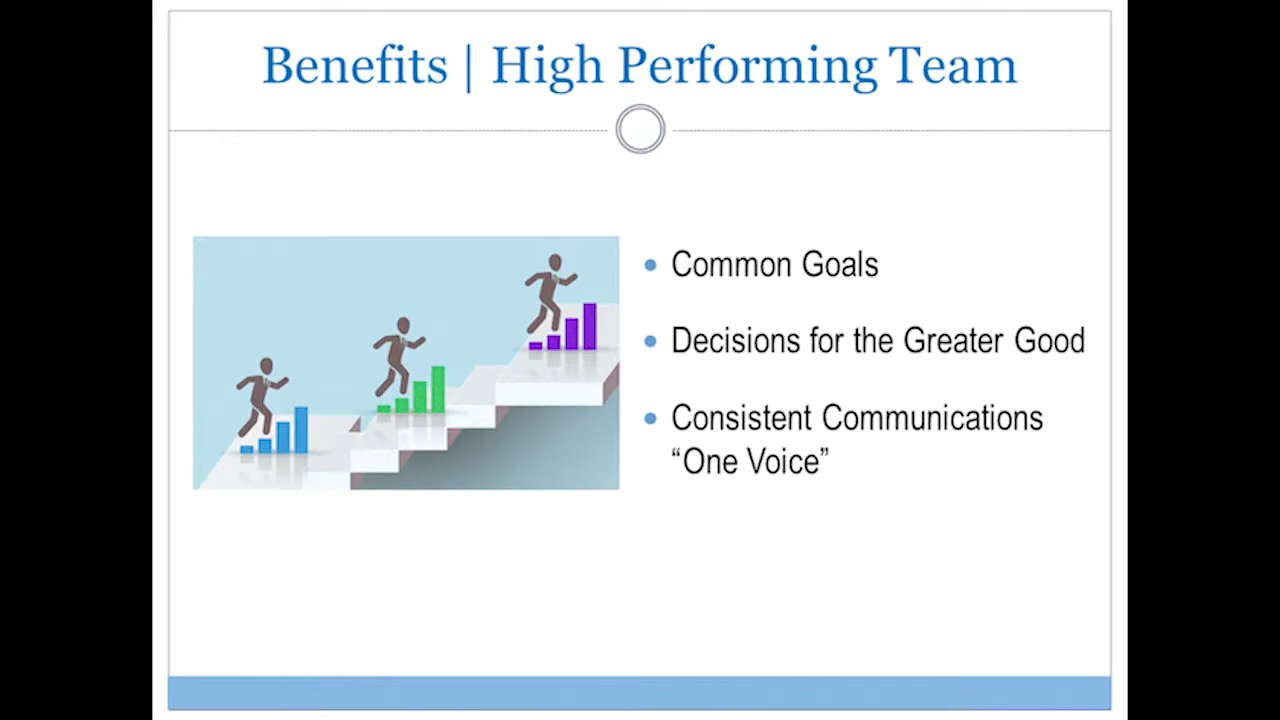 Benefits | High Performing Team
Common Goals
Decisions for the Greater Good
Consistent Communications
“One Voice”